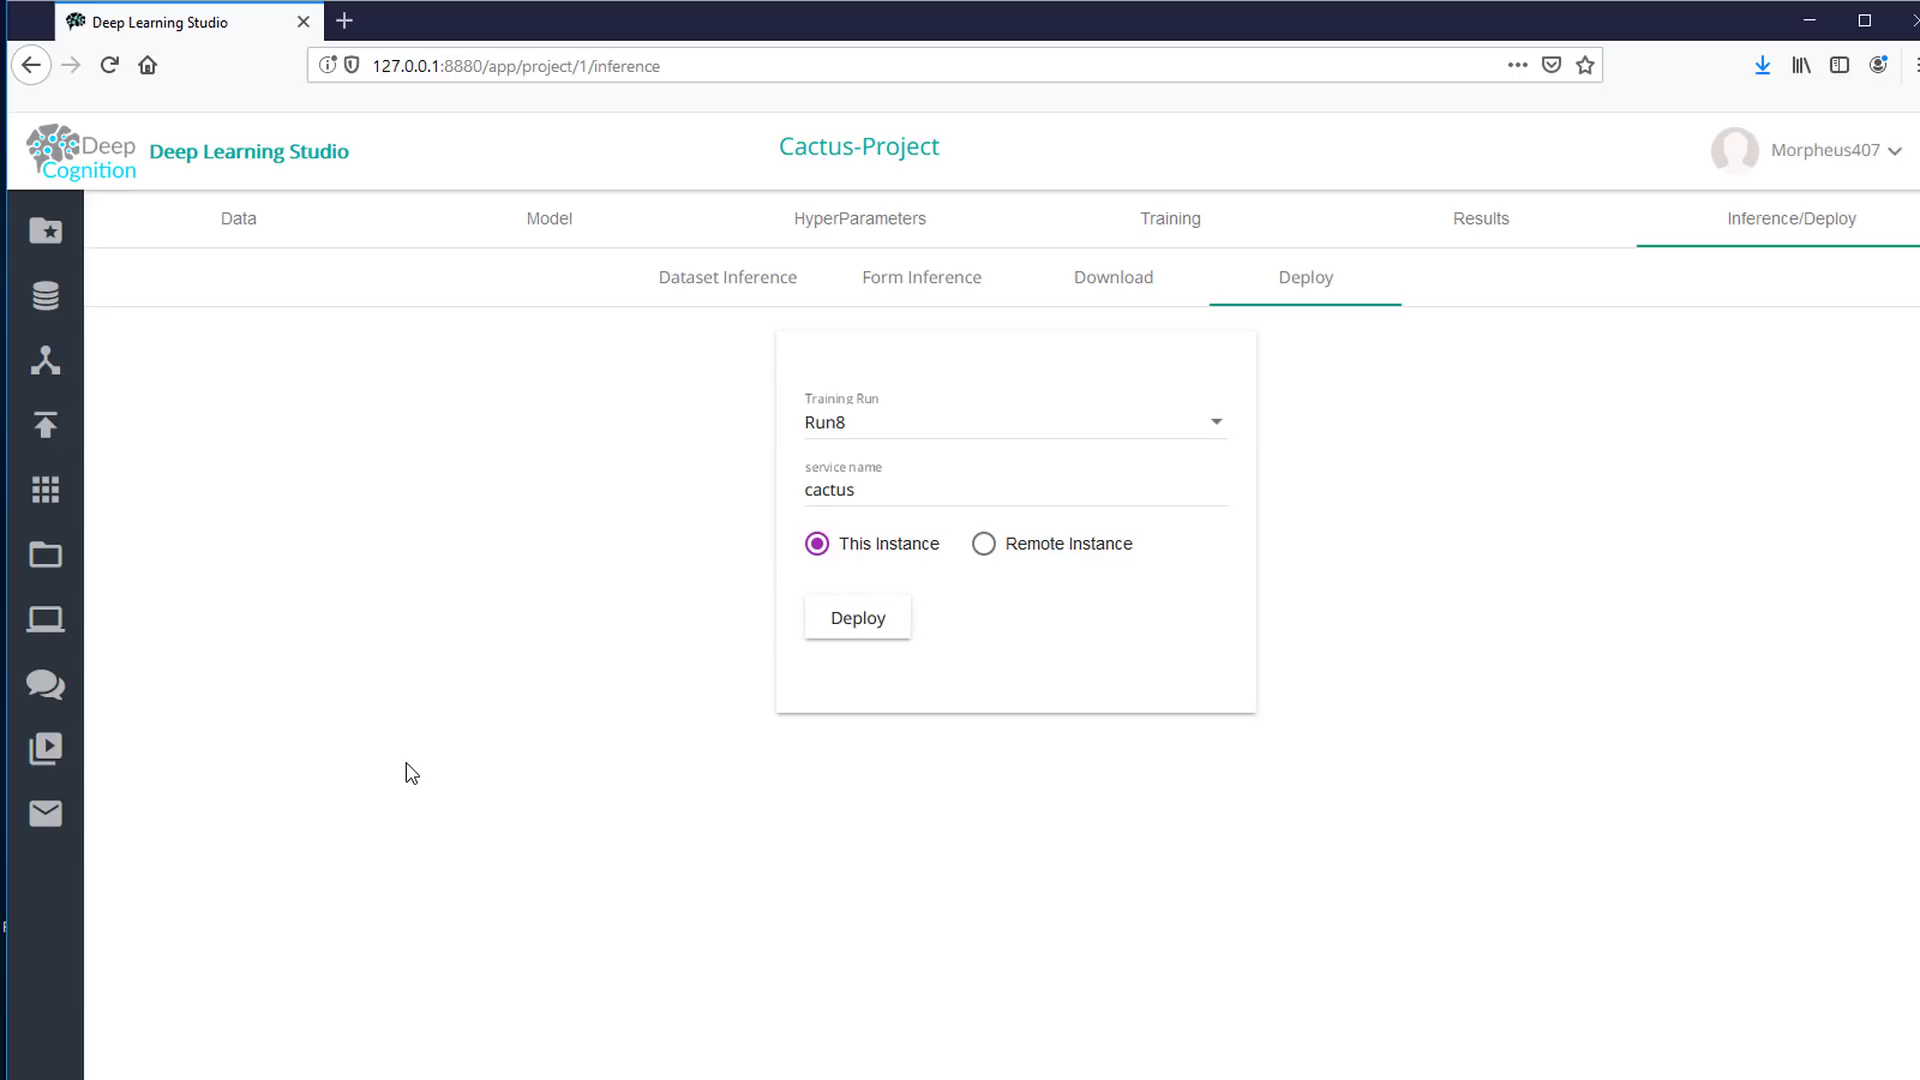 Deep Learning Studio
127.0.0.1:8880/app/project/1/inference
Deep
Cognition
Deep Learning Studio
Cactus-Project
Morpheus407
Data
Model
HyperParameters
Training
Results
Inference/Deploy
Dataset Inference
Form Inference
Download
Deploy
Training Run
Run8
service name
cactus
This Instance
Remote Instance
Deploy